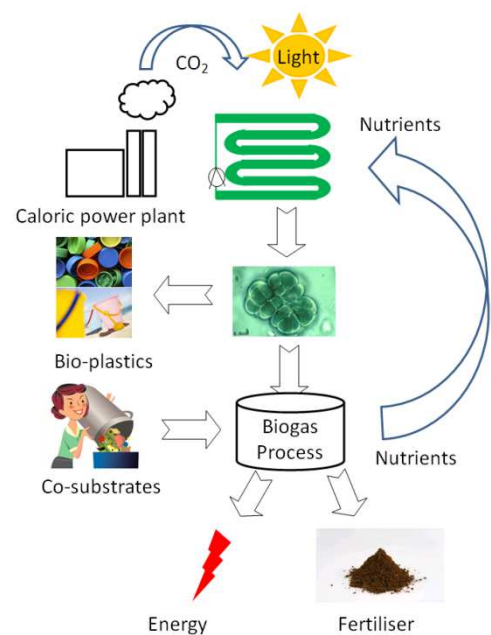 CO₂
Light
Nutrients
Caloric power plant
Bio-plastics
Biogas
Process
Co-substrates
Nutrients
Energy
Fertiliser